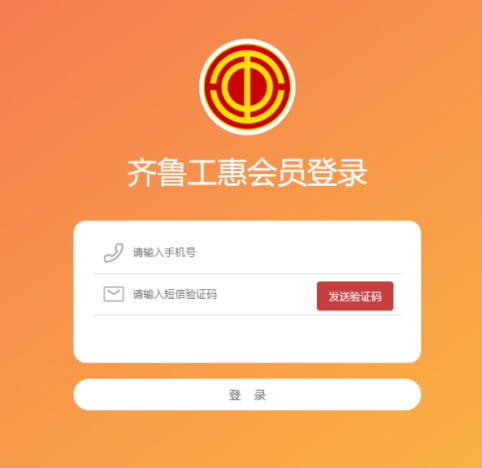 齐鲁工惠会员登录
请输入手机号
请输入短信验证码
发送验证码
登 录